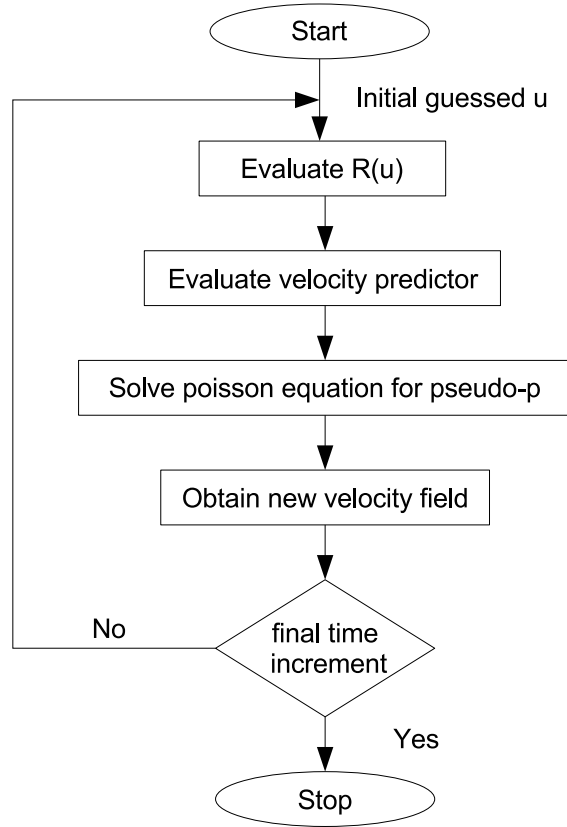 Start
Initial guessed u
Evaluate R(u)
Evaluate velocity predictor
Solve poisson equation for pseudo-p
Obtain new velocity field
final time
increment
No
Yes
Stop